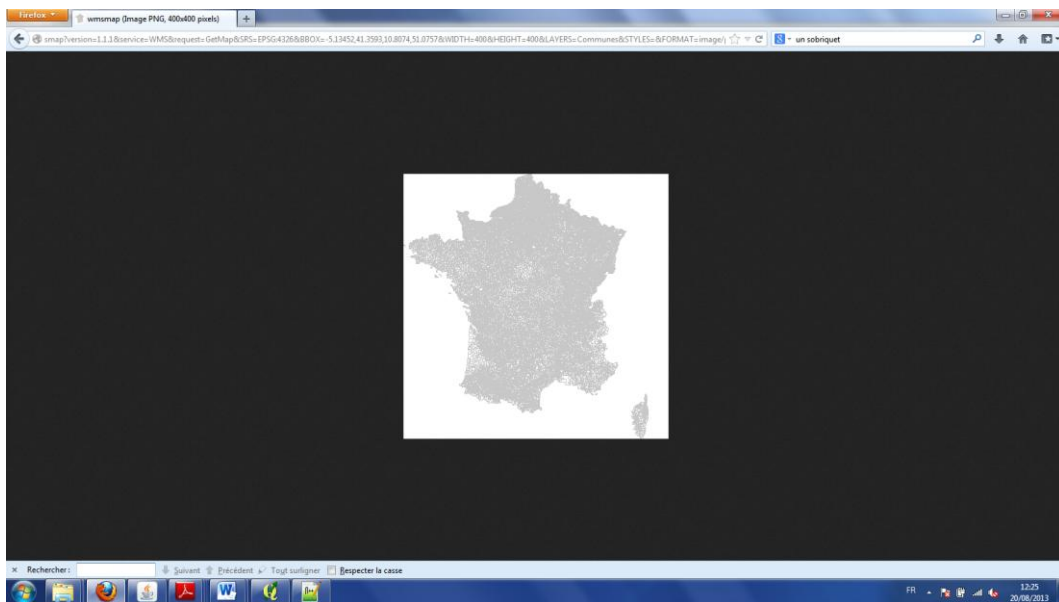 Firefox
wmsmap (Image PNG, 400x400 pixels)
smap?version=1.1.1&service=WMS&request=GetMap&SRS=EPSG:4326&BBOX=-5.13452,41.3593,10.8074,51.0757&WIDTH=400&HEIGHT=400&LAYERS=Communes&STYLES=&FORMAT=image/
un sobriquet
Rechercher: Suivant Précédent Tout surligner Respecter la casse
FR 12:25
20/08/2013